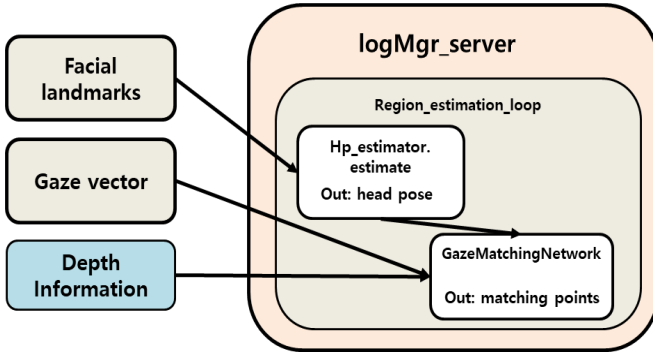 Facial
landmarks
Gaze vector
Depth
Information
logMgr_server
Region_estimation_loop
Hp_estimator.
estimate
Out: head pose
GazeMatchingNetwork
Out: matching points